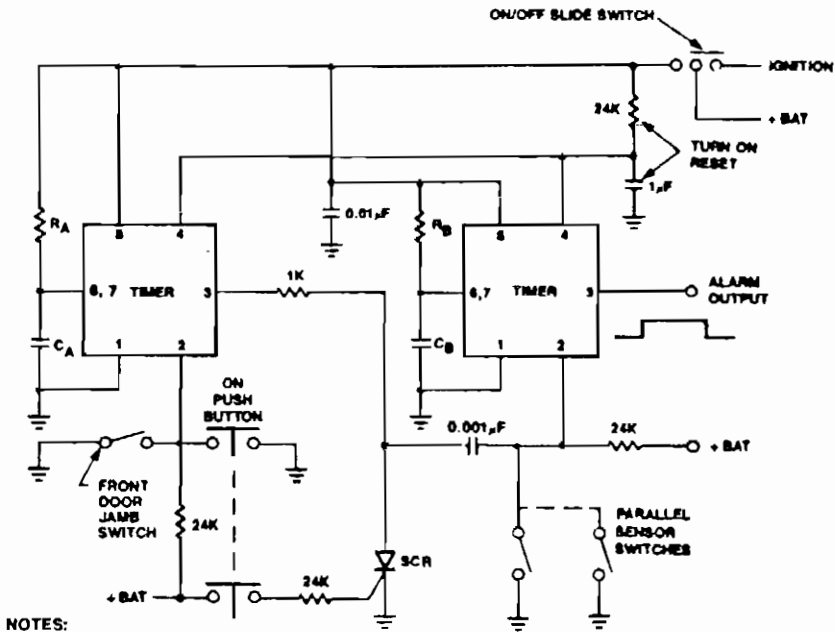 ON/OFF SLIDE SWITCH
IGNITION
+ BAT
24K
TURN ON
RESET
1µF
RA
0.01µF
RB
8
4
8
4
6, 7 TIMER 3
1K
6, 7 TIMER 3
ALARM
OUTPUT
CA
1
2
CB
1
2
ON
PUSH
BUTTON
0.001µF
24K
+ BAT
FRONT
DOOR
JAMB
SWITCH
24K
PARALLEL
SENSOR
SWITCHES
SCR
24K
+ BAT
NOTES: